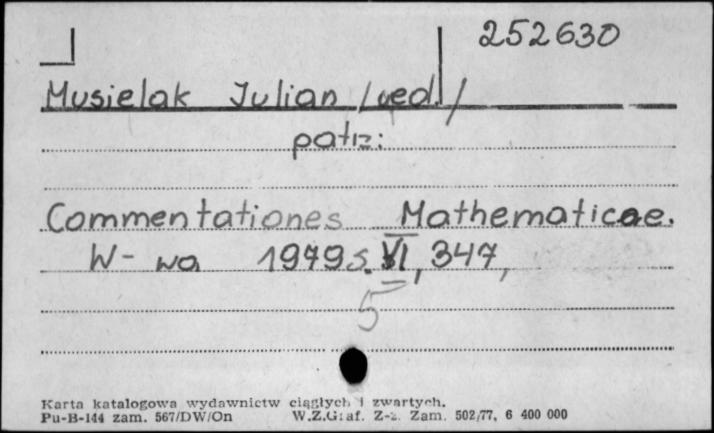 252630
Musielak Julian /red./
patrz:
Commentationes Mathematicae.
W-wa 1979 s. VI, 347,
5
Karta katalogowa wydawnictw ciągłych i zwartych.
Pu-B-144 zam. 567/DW/On W.Z.Graf. Z-2. Zam. 502/77, 6 400 000